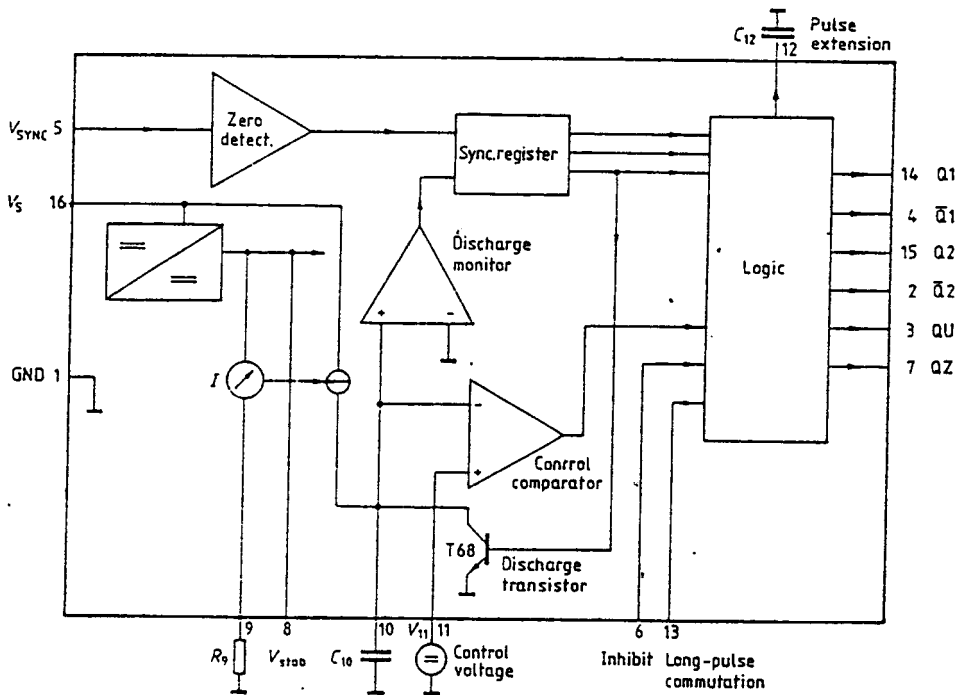 C12
12
Pulse
extension
VSYNC 5
Zero
detect.
Sync.register
14 Q1
VS 16
4 Q̅1
Discharge
monitor
15 Q2
Logic
+ -
2 Q̅2
3 QU
GND 1
I
7 QZ
-
+
Conrrol
comparator
T68
Discharge
transistor
9
8
10
V11 11
6
13
R9
Vstab
C10
Control
voltage
Inhibit
Long-pulse
commutation